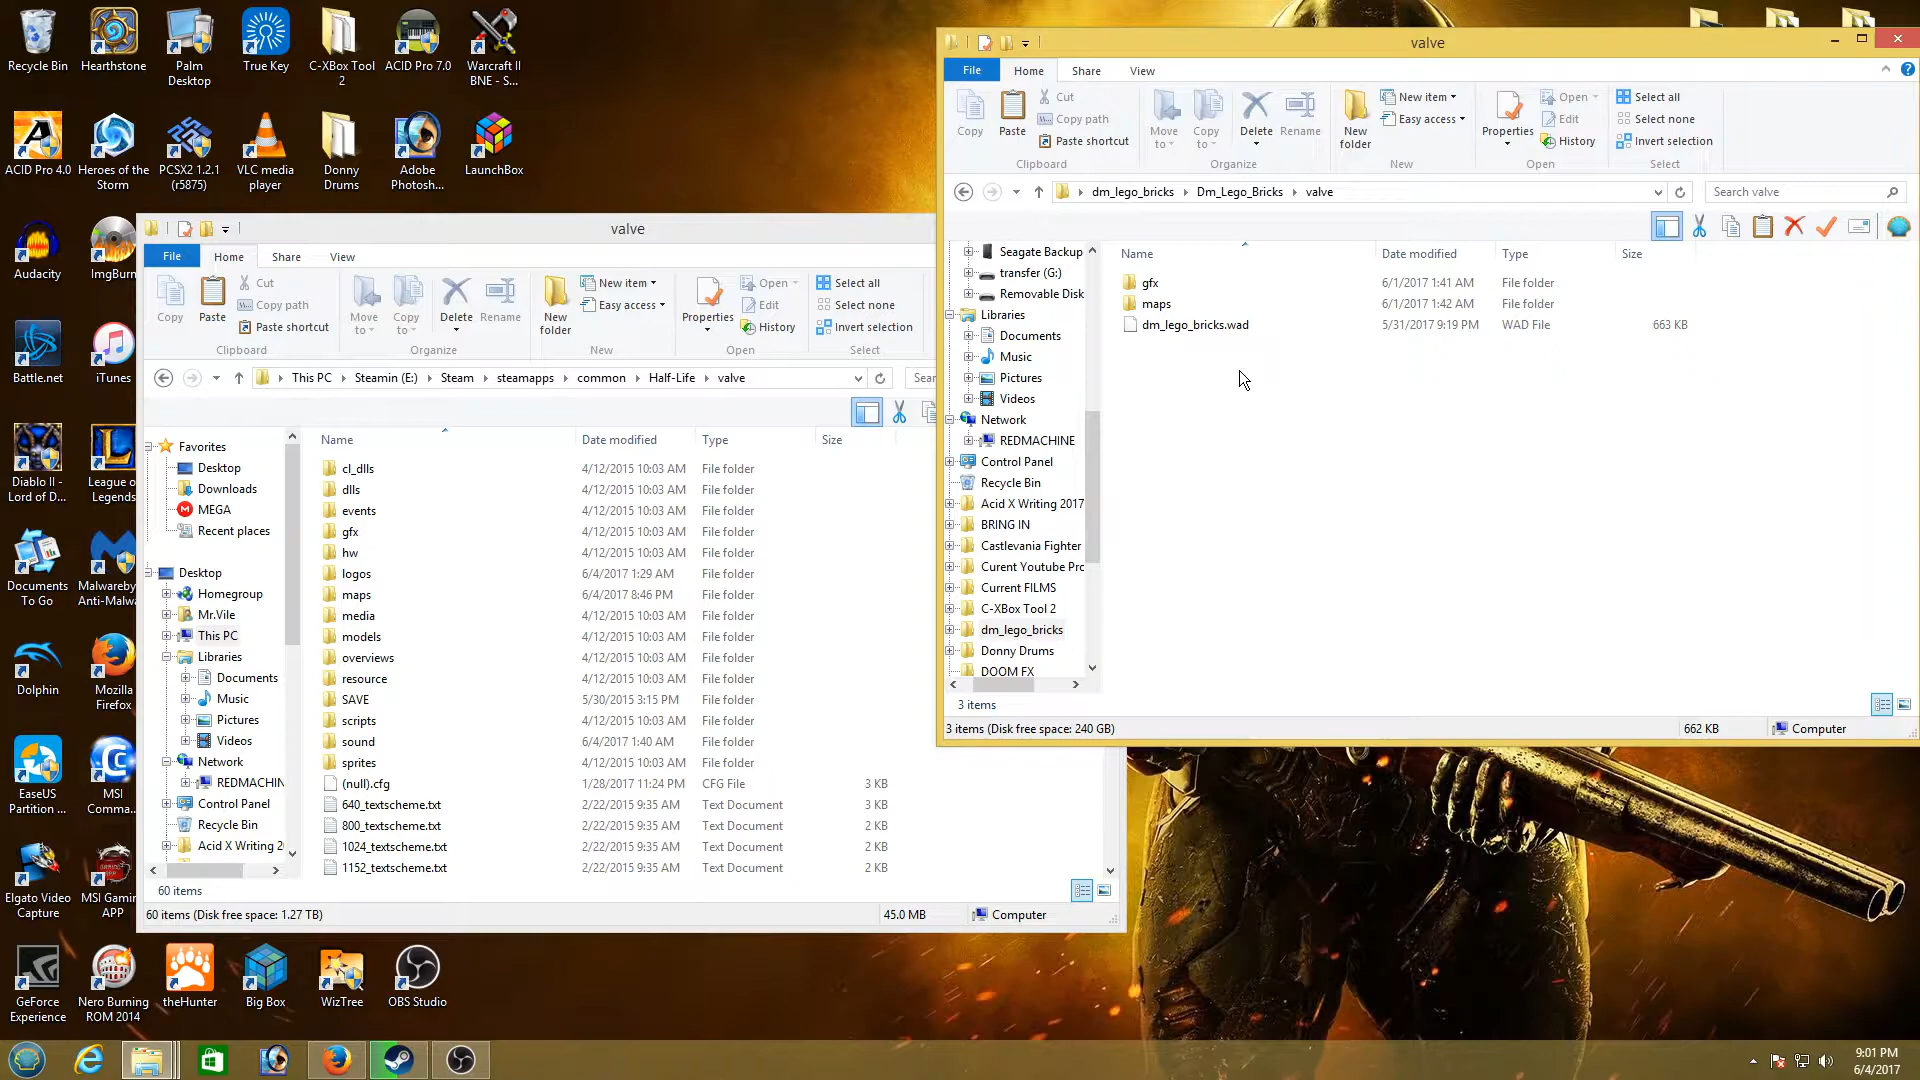 Recycle Bin
Hearthstone
Palm
Desktop
True Key
C-XBox Tool
2
ACID Pro 7.0
Warcraft II
BNE - S...
ACID Pro 4.0
Heroes of the
Storm
PCSX2 1.2.1
(r5875)
VLC media
player
Donny
Drums
Adobe
Photosh...
LaunchBox
Audacity
ImgBurn
Battle.net
iTunes
Diablo II -
Lord of D...
League o
Legends
Documents
To Go
Malwareby
Anti-Malwa
Dolphin
Mozilla
Firefox
EaseUS
Partition ...
MSI
Comma...
Elgato Video
Capture
MSI Gamin
APP
GeForce
Experience
Nero Burning
ROM 2014
theHunter
Big Box
WizTree
OBS Studio
valve
File
Home
Share
View
Copy
Paste
Cut
Copy path
Paste shortcut
Clipboard
Move
to
Copy
to
Delete
Rename
Organize
New
folder
New item
Easy access
New
Properties
Open
Edit
History
Open
Select all
Select none
Invert selection
Select
This PC
Steamin (E:)
Steam
steamapps
common
Half-Life
valve
Sear
Favorites
Desktop
Downloads
MEGA
Recent places
Desktop
Homegroup
Mr.Vile
This PC
Libraries
Documents
Music
Pictures
Videos
Network
REDMACHIN
Control Panel
Recycle Bin
Acid X Writing 2
Name Date modified Type Size
cl_dlls 4/12/2015 10:03 AM File folder
dlls 4/12/2015 10:03 AM File folder
events 4/12/2015 10:03 AM File folder
gfx 4/12/2015 10:03 AM File folder
hw 4/12/2015 10:03 AM File folder
logos 6/4/2017 1:29 AM File folder
maps 6/4/2017 8:46 PM File folder
media 4/12/2015 10:03 AM File folder
models 4/12/2015 10:03 AM File folder
overviews 4/12/2015 10:03 AM File folder
resource 4/12/2015 10:03 AM File folder
SAVE 5/30/2015 3:15 PM File folder
scripts 4/12/2015 10:03 AM File folder
sound 6/4/2017 1:40 AM File folder
sprites 4/12/2015 10:03 AM File folder
(null).cfg 1/28/2017 11:24 PM CFG File 3 KB
640_textscheme.txt 2/22/2015 9:35 AM Text Document 3 KB
800_textscheme.txt 2/22/2015 9:35 AM Text Document 2 KB
1024_textscheme.txt 2/22/2015 9:35 AM Text Document 2 KB
1152_textscheme.txt 2/22/2015 9:35 AM Text Document 2 KB
60 items
60 items (Disk free space: 1.27 TB) 45.0 MB Computer
valve
File
Home
Share
View
Copy
Paste
Cut
Copy path
Paste shortcut
Clipboard
Move
to
Copy
to
Delete
Rename
Organize
New
folder
New item
Easy access
New
Properties
Open
Edit
History
Open
Select all
Select none
Invert selection
Select
dm_lego_bricks
Dm_Lego_Bricks
valve
Search valve
Seagate Backup
transfer (G:)
Removable Disk
Libraries
Documents
Music
Pictures
Videos
Network
REDMACHINE
Control Panel
Recycle Bin
Acid X Writing 2017
BRING IN
Castlevania Fighter
Curent Youtube Prc
Current FILMS
C-XBox Tool 2
dm_lego_bricks
Donny Drums
DOOM FX
Name Date modified Type Size
gfx 6/1/2017 1:41 AM File folder
maps 6/1/2017 1:42 AM File folder
dm_lego_bricks.wad 5/31/2017 9:19 PM WAD File 663 KB
3 items
3 items (Disk free space: 240 GB) 662 KB Computer
9:01 PM
6/4/2017